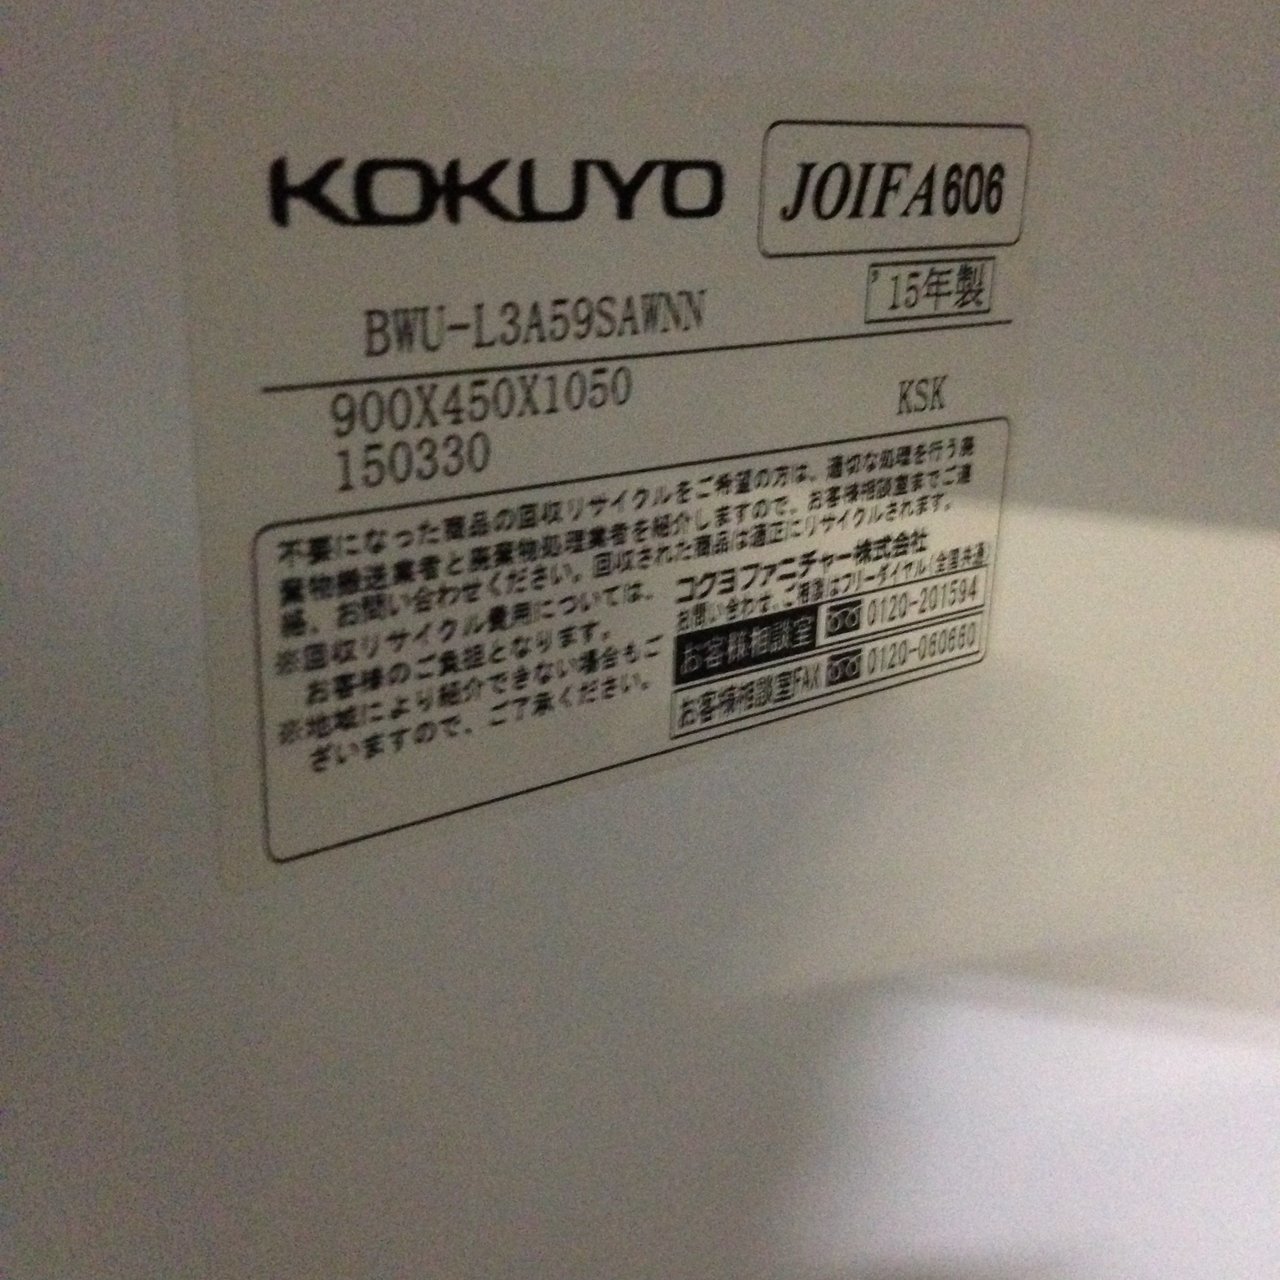 KOKUYO
JOIFA606
'15年製
BWU-L3A59SAWNN
900X450X1050
KSK
150330
不要になった商品の回収リサイクルをご希望の方は、適切な処理を行う廃
棄物搬送業者と廃棄物処理業者を紹介しますので、お客様相談室までご連
絡、お問い合わせください。回収された商品は適正にリサイクルされます。
※回収リサイクル費用については、
お客様のご負担となります。
※地域により紹介できない場合もご
ざいますので、ご了承ください。
コクヨファニチャー株式会社
お問い合わせ、ご相談はフリーダイヤル(全国共通)
お客様相談室 0120-201594
お客様相談室FAX 0120-060660